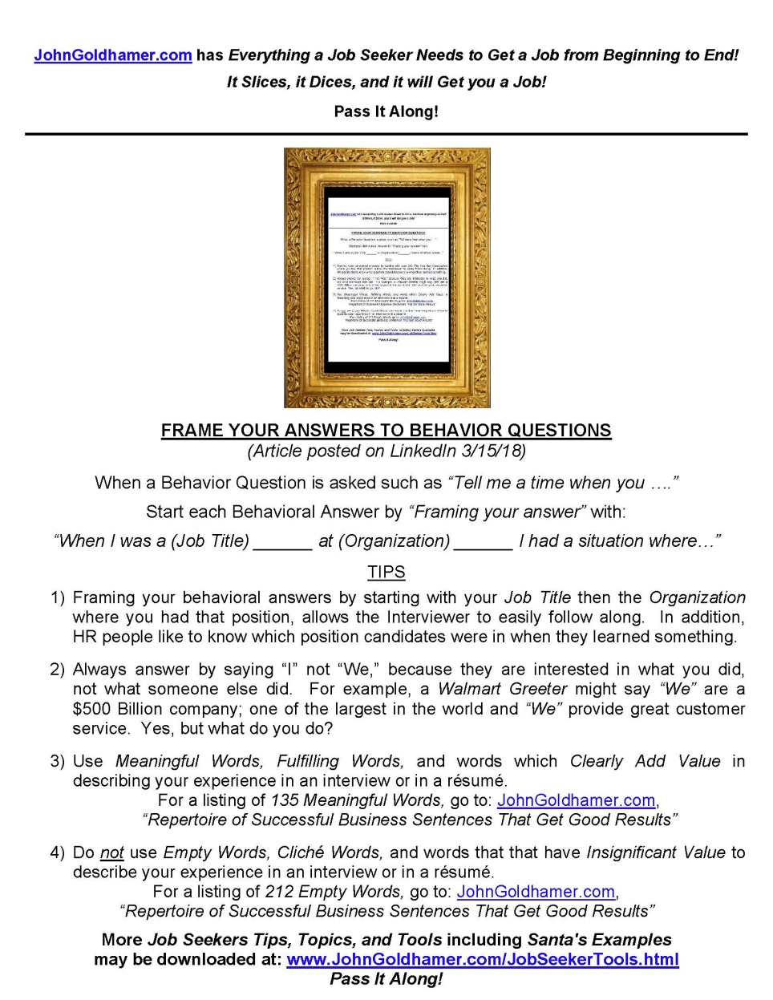 JohnGoldhamer.com has Everything a Job Seeker Needs to Get a Job from Beginning to End!
It Slices, it Dices, and it will Get you a Job!
Pass It Along!
FRAME YOUR ANSWERS TO BEHAVIOR QUESTIONS
(Article posted on LinkedIn 3/15/18)
When a Behavior Question is asked such as “Tell me a time when you ….”
Start each Behavioral Answer by “Framing your answer” with:
“When I was a (Job Title) ______ at (Organization) ______ I had a situation where…”
TIPS
1) Framing your behavioral answers by starting with your Job Title then the Organization
where you had that position, allows the Interviewer to easily follow along. In addition,
HR people like to know which position candidates were in when they learned something.
2) Always answer by saying “I” not “We,” because they are interested in what you did,
not what someone else did. For example, a Walmart Greeter might say “We” are a
$500 Billion company; one of the largest in the world and “We” provide great customer
service. Yes, but what do you do?
3) Use Meaningful Words, Fulfilling Words, and words which Clearly Add Value in
describing your experience in an interview or in a résumé.
For a listing of 135 Meaningful Words, go to: JohnGoldhamer.com,
“Repertoire of Successful Business Sentences That Get Good Results”
4) Do not use Empty Words, Cliché Words, and words that that have Insignificant Value to
describe your experience in an interview or in a résumé.
For a listing of 212 Empty Words, go to: JohnGoldhamer.com,
“Repertoire of Successful Business Sentences That Get Good Results”
More Job Seekers Tips, Topics, and Tools including Santa's Examples
may be downloaded at: www.JohnGoldhamer.com/JobSeekerTools.html
Pass It Along!